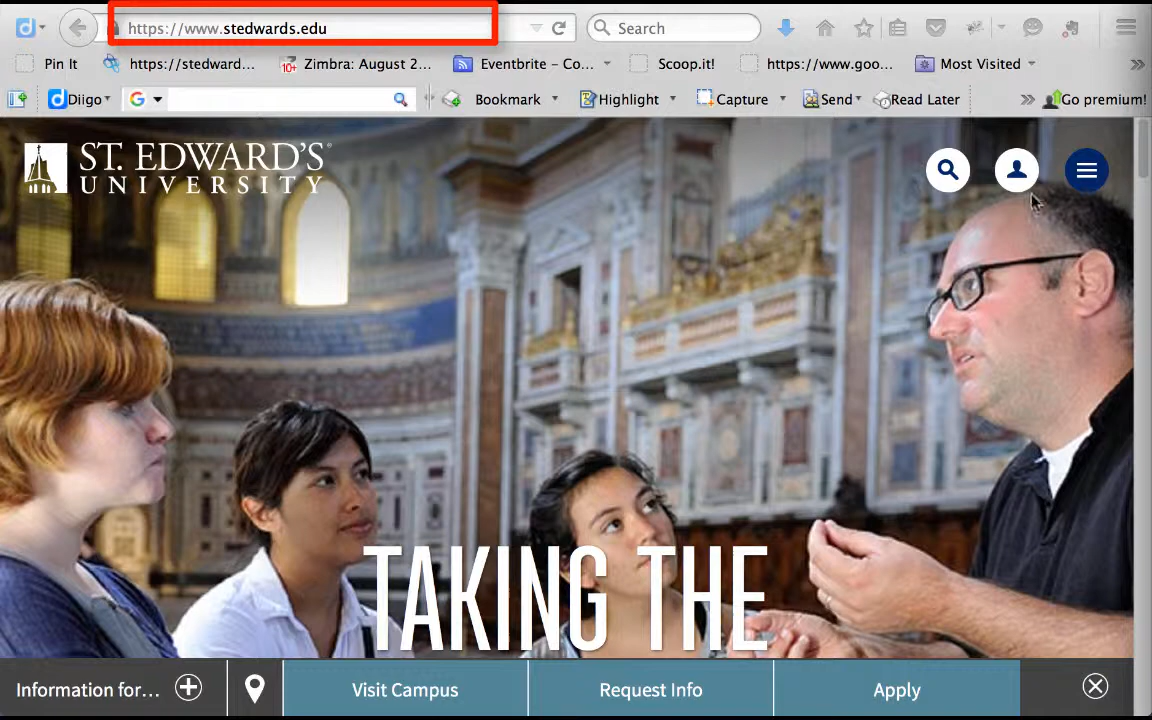 https://www.stedwards.edu
Search
Pin It
https://stedward...
Zimbra: August 2...
Eventbrite – Co...
Scoop.it!
https://www.goo...
Most Visited
Diigo
Bookmark
Highlight
Capture
Send
Read Later
Go premium!
ST. EDWARD'S
UNIVERSITY
TAKING THE
Information for...
Visit Campus
Request Info
Apply